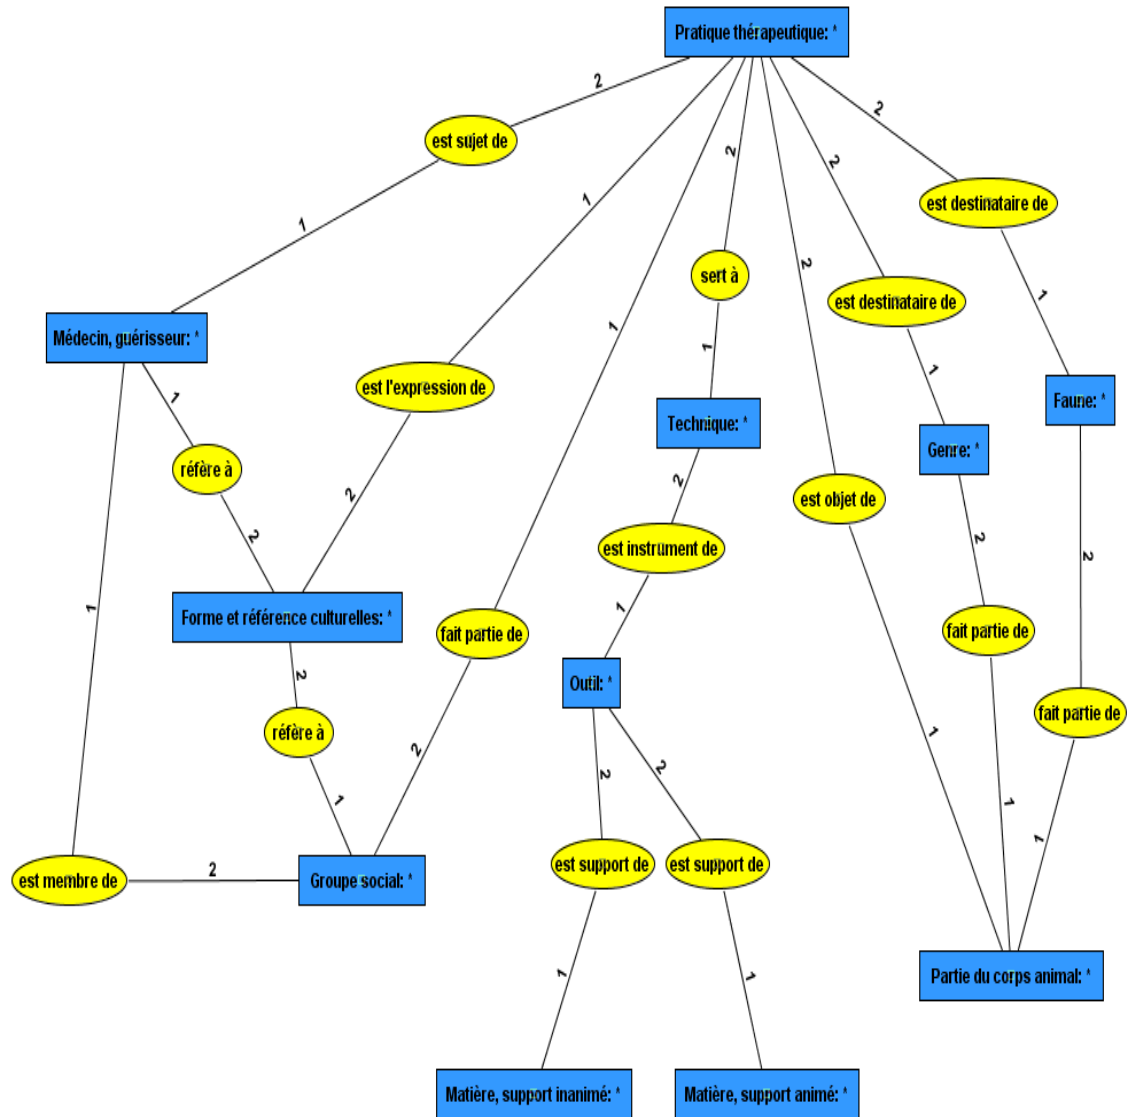 Pratique thérapeutique: *
2
2
est sujet de
2
1
1
2
2
est destinataire de
1
sert à
2
est destinataire de
1
Médecin, guérisseur: *
1
1
1
est l'expression de
Faune: *
1
Technique: *
Genre: *
réfère à
2
2
est objet de
2
est instrument de
2
2
2
1
1
Forme et référence culturelles: *
fait partie de
fait partie de
2
Outil: *
fait partie de
réfère à
2
1
2
2
1
1
1
est membre de
2
Groupe social: *
est support de
est support de
1
1
Partie du corps animal: *
Matière, support inanimé: *
Matière, support animé: *